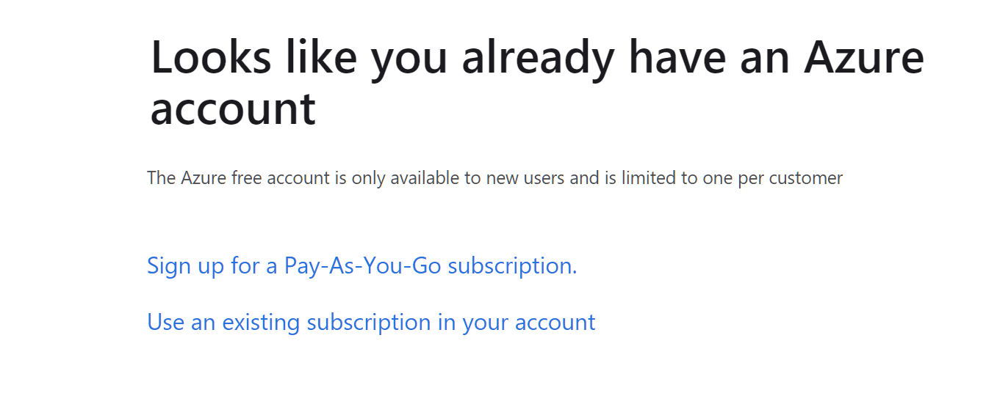 Looks like you already have an Azure
account
The Azure free account is only available to new users and is limited to one per customer
Sign up for a Pay-As-You-Go subscription.
Use an existing subscription in your account